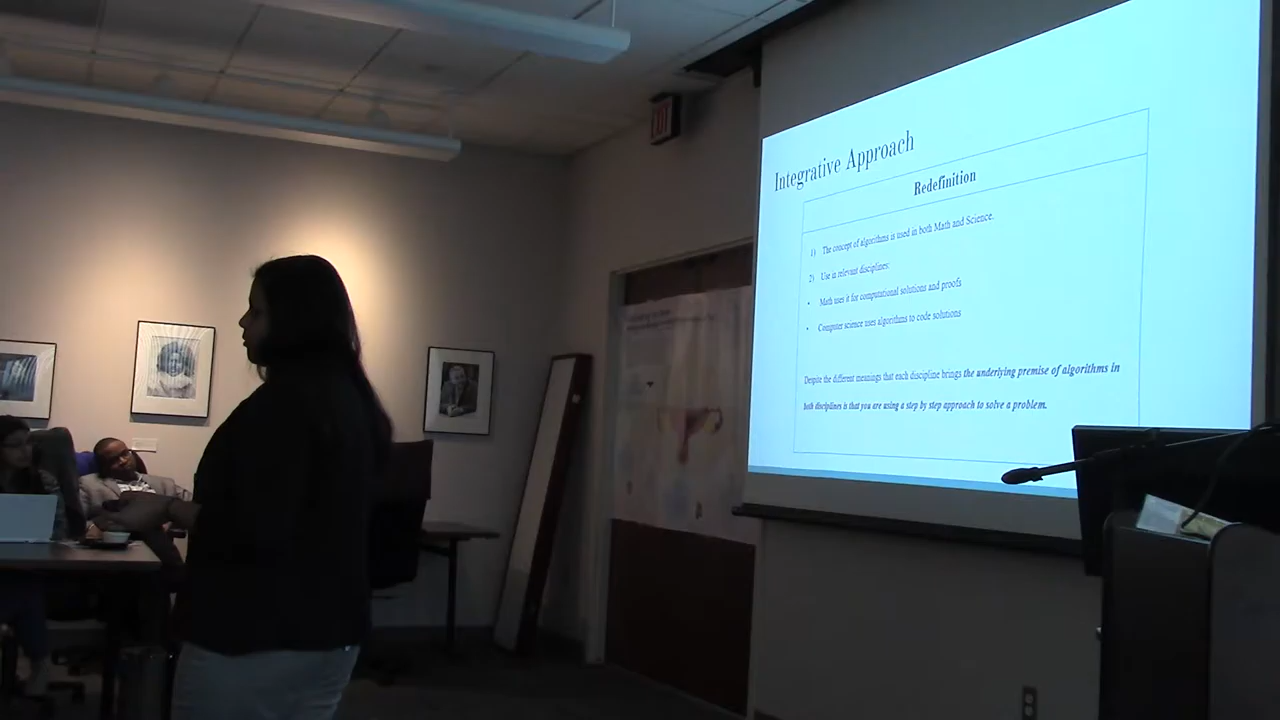 EXIT
Integrative Approach
Redefinition
1) The concept of algorithms is used in both Math and Science.
2) Use in relevant disciplines:
• Math uses it for computational solutions and proofs
• Computer science uses algorithms to code solutions
Despite the different meanings that each discipline brings the underlying premise of algorithms in
both disciplines is that you are using a step by step approach to solve a problem.